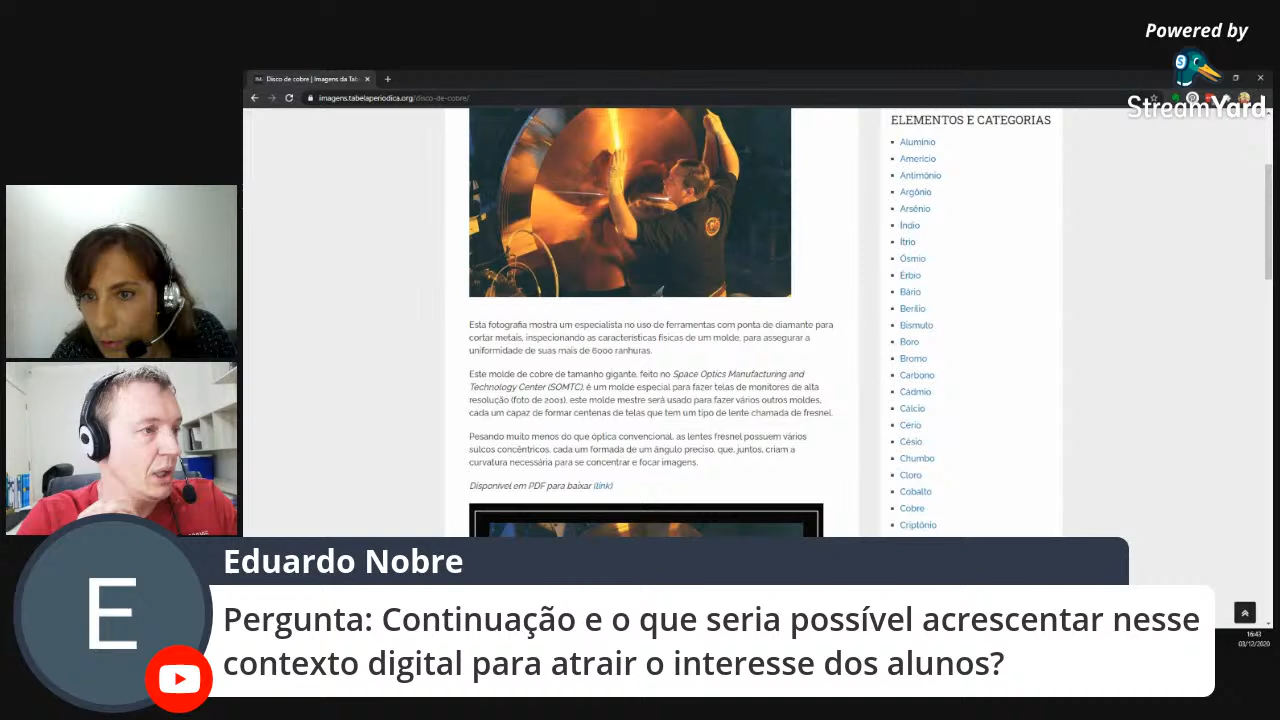 Powered by
StreamYard
Disco de cobre | Imagens da Tab
imagens.tabelaperiodica.org/disco-de-cobre/
Esta fotografia mostra um especialista no uso de ferramentas com ponta de diamante para
cortar metais, inspecionando as características físicas de um molde, para assegurar a
uniformidade de suas mais de 6000 ranhuras.
Este molde de cobre de tamanho gigante, feito no Space Optics Manufacturing and
Technology Center (SOMTC), é um molde especial para fazer telas de monitores de alta
resolução (foto de 2001), este molde mestre será usado para fazer vários outros moldes,
cada um capaz de formar centenas de telas que tem um tipo de lente chamada de fresnel.
Pesando muito menos do que óptica convencional, as lentes fresnel possuem vários
sulcos concêntricos, cada um formada de um ângulo preciso, que, juntos, criam a
curvatura necessária para se concentrar e focar imagens.
Disponível em PDF para baixar (link)
ELEMENTOS E CATEGORIAS
Alumínio
Amerício
Antimônio
Argônio
Arsênio
Índio
Ítrio
Ósmio
Érbio
Bário
Berílio
Bismuto
Boro
Bromo
Carbono
Cádmio
Cálcio
Cério
Césio
Chumbo
Cloro
Cobalto
Cobre
Criptônio
16:43
03/12/2020
E
Eduardo Nobre
Pergunta: Continuação e o que seria possível acrescentar nesse
contexto digital para atrair o interesse dos alunos?